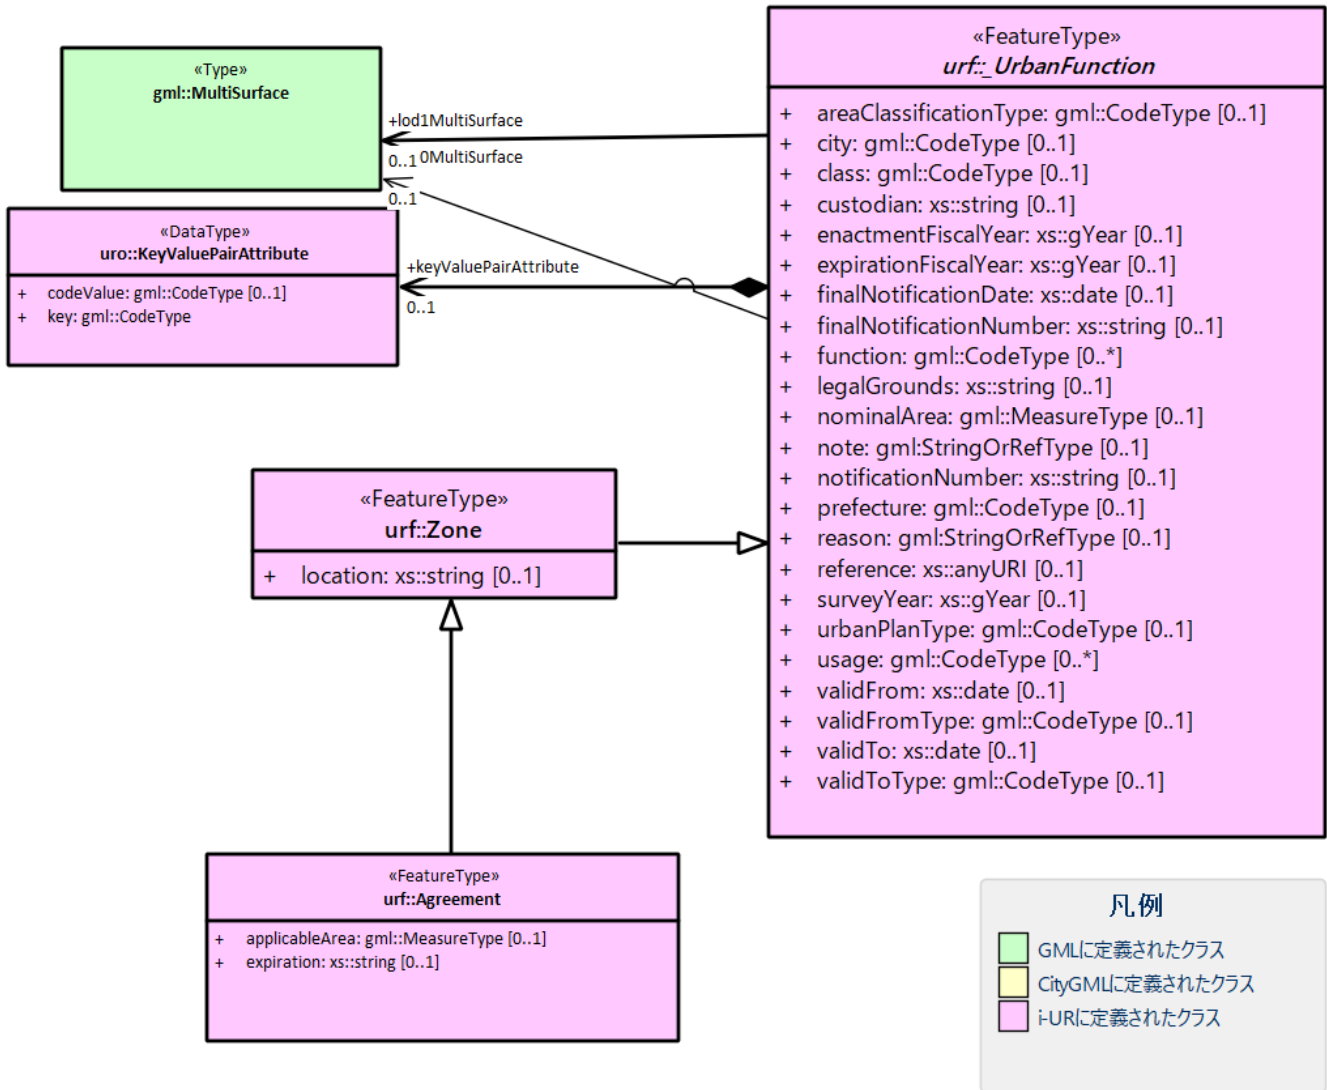 «Type»
gml::MultiSurface
+lod1MultiSurface
0..1
0MultiSurface
0..1
«DataType»
uro::KeyValuePairAttribute
+ codeValue: gml::CodeType [0..1]
+ key: gml::CodeType
+keyValuePairAttribute
0..1
«FeatureType»
urf::_UrbanFunction
+ areaClassificationType: gml::CodeType [0..1]
+ city: gml::CodeType [0..1]
+ class: gml::CodeType [0..1]
+ custodian: xs::string [0..1]
+ enactmentFiscalYear: xs::gYear [0..1]
+ expirationFiscalYear: xs::gYear [0..1]
+ finalNotificationDate: xs::date [0..1]
+ finalNotificationNumber: xs::string [0..1]
+ function: gml::CodeType [0..*]
+ legalGrounds: xs::string [0..1]
+ nominalArea: gml::MeasureType [0..1]
+ note: gml:StringOrRefType [0..1]
+ notificationNumber: xs::string [0..1]
+ prefecture: gml::CodeType [0..1]
+ reason: gml:StringOrRefType [0..1]
+ reference: xs::anyURI [0..1]
+ surveyYear: xs::gYear [0..1]
+ urbanPlanType: gml::CodeType [0..1]
+ usage: gml::CodeType [0..*]
+ validFrom: xs::date [0..1]
+ validFromType: gml::CodeType [0..1]
+ validTo: xs::date [0..1]
+ validToType: gml::CodeType [0..1]
«FeatureType»
urf::Zone
+ location: xs::string [0..1]
«FeatureType»
urf::Agreement
+ applicableArea: gml::MeasureType [0..1]
+ expiration: xs::string [0..1]
凡例
GMLに定義されたクラス
CityGMLに定義されたクラス
i-URに定義されたクラス